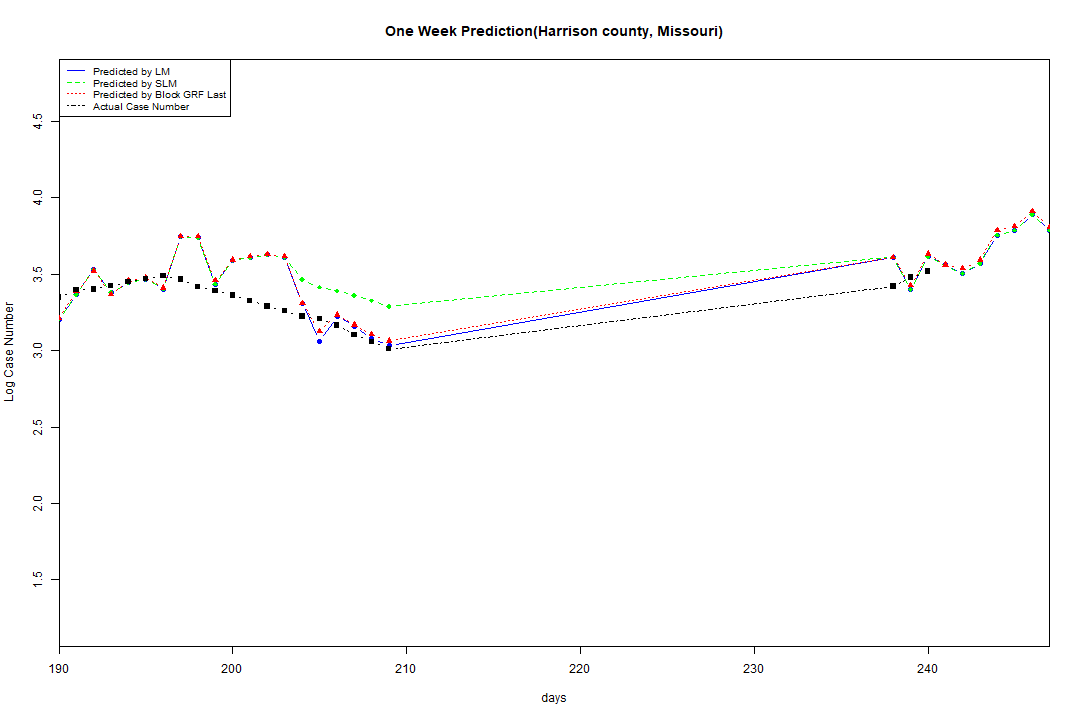 One Week Prediction(Harrison county, Missouri)
Predicted by LM
Predicted by SLM
Predicted by Block GRF Last
Actual Case Number
4.5
4.0
3.5
3.0
2.5
2.0
1.5
Log Case Number
190
200
210
220
230
240
days